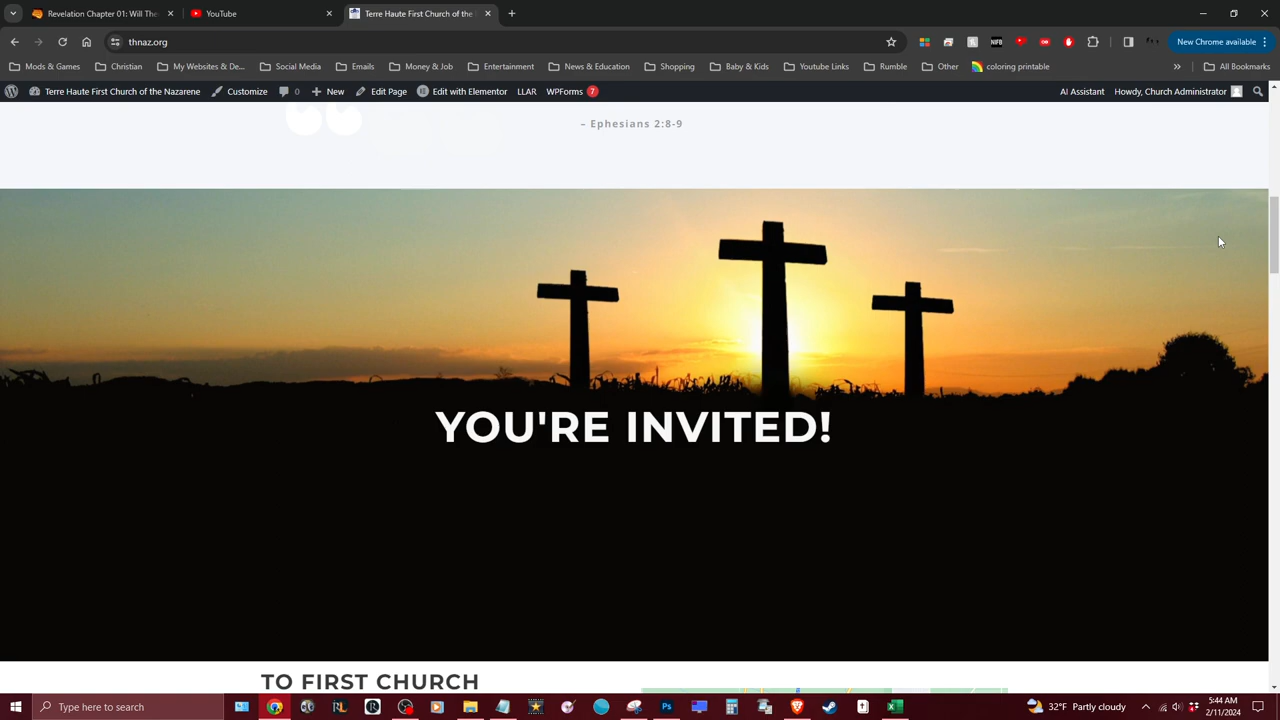 Revelation Chapter 01: Will The
YouTube
Terre Haute First Church of the
thnaz.org
New Chrome available
Mods & Games
Christian
My Websites & De...
Social Media
Emails
Money & Job
Entertainment
News & Education
Shopping
Baby & Kids
Youtube Links
Rumble
Other
coloring printable
»
All Bookmarks
Terre Haute First Church of the Nazarene
Customize
0
New
Edit Page
Edit with Elementor
LLAR
WPForms 7
AI Assistant
Howdy, Church Administrator
– Ephesians 2:8-9
YOU'RE INVITED!
TO FIRST CHURCH
Type here to search
32°F Partly cloudy
5:44 AM
2/11/2024